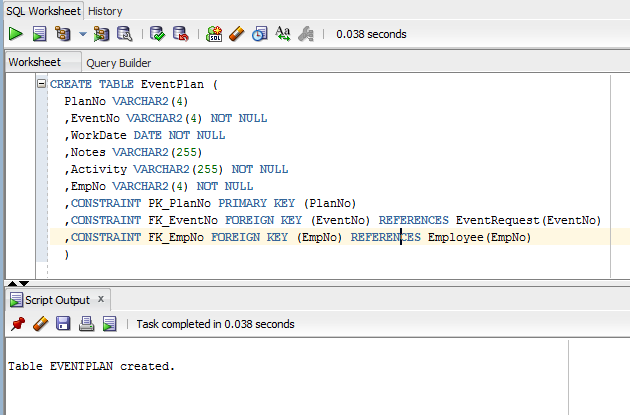 SQL Worksheet History
0.038 seconds
Worksheet Query Builder
CREATE TABLE EventPlan (
PlanNo VARCHAR2(4)
,EventNo VARCHAR2(4) NOT NULL
,WorkDate DATE NOT NULL
,Notes VARCHAR2(255)
,Activity VARCHAR2(255) NOT NULL
,EmpNo VARCHAR2(4) NOT NULL
,CONSTRAINT PK_PlanNo PRIMARY KEY (PlanNo)
,CONSTRAINT FK_EventNo FOREIGN KEY (EventNo) REFERENCES EventRequest(EventNo)
,CONSTRAINT FK_EmpNo FOREIGN KEY (EmpNo) REFERENCES Employee(EmpNo)
)
Script Output x
Task completed in 0.038 seconds
Table EVENTPLAN created.